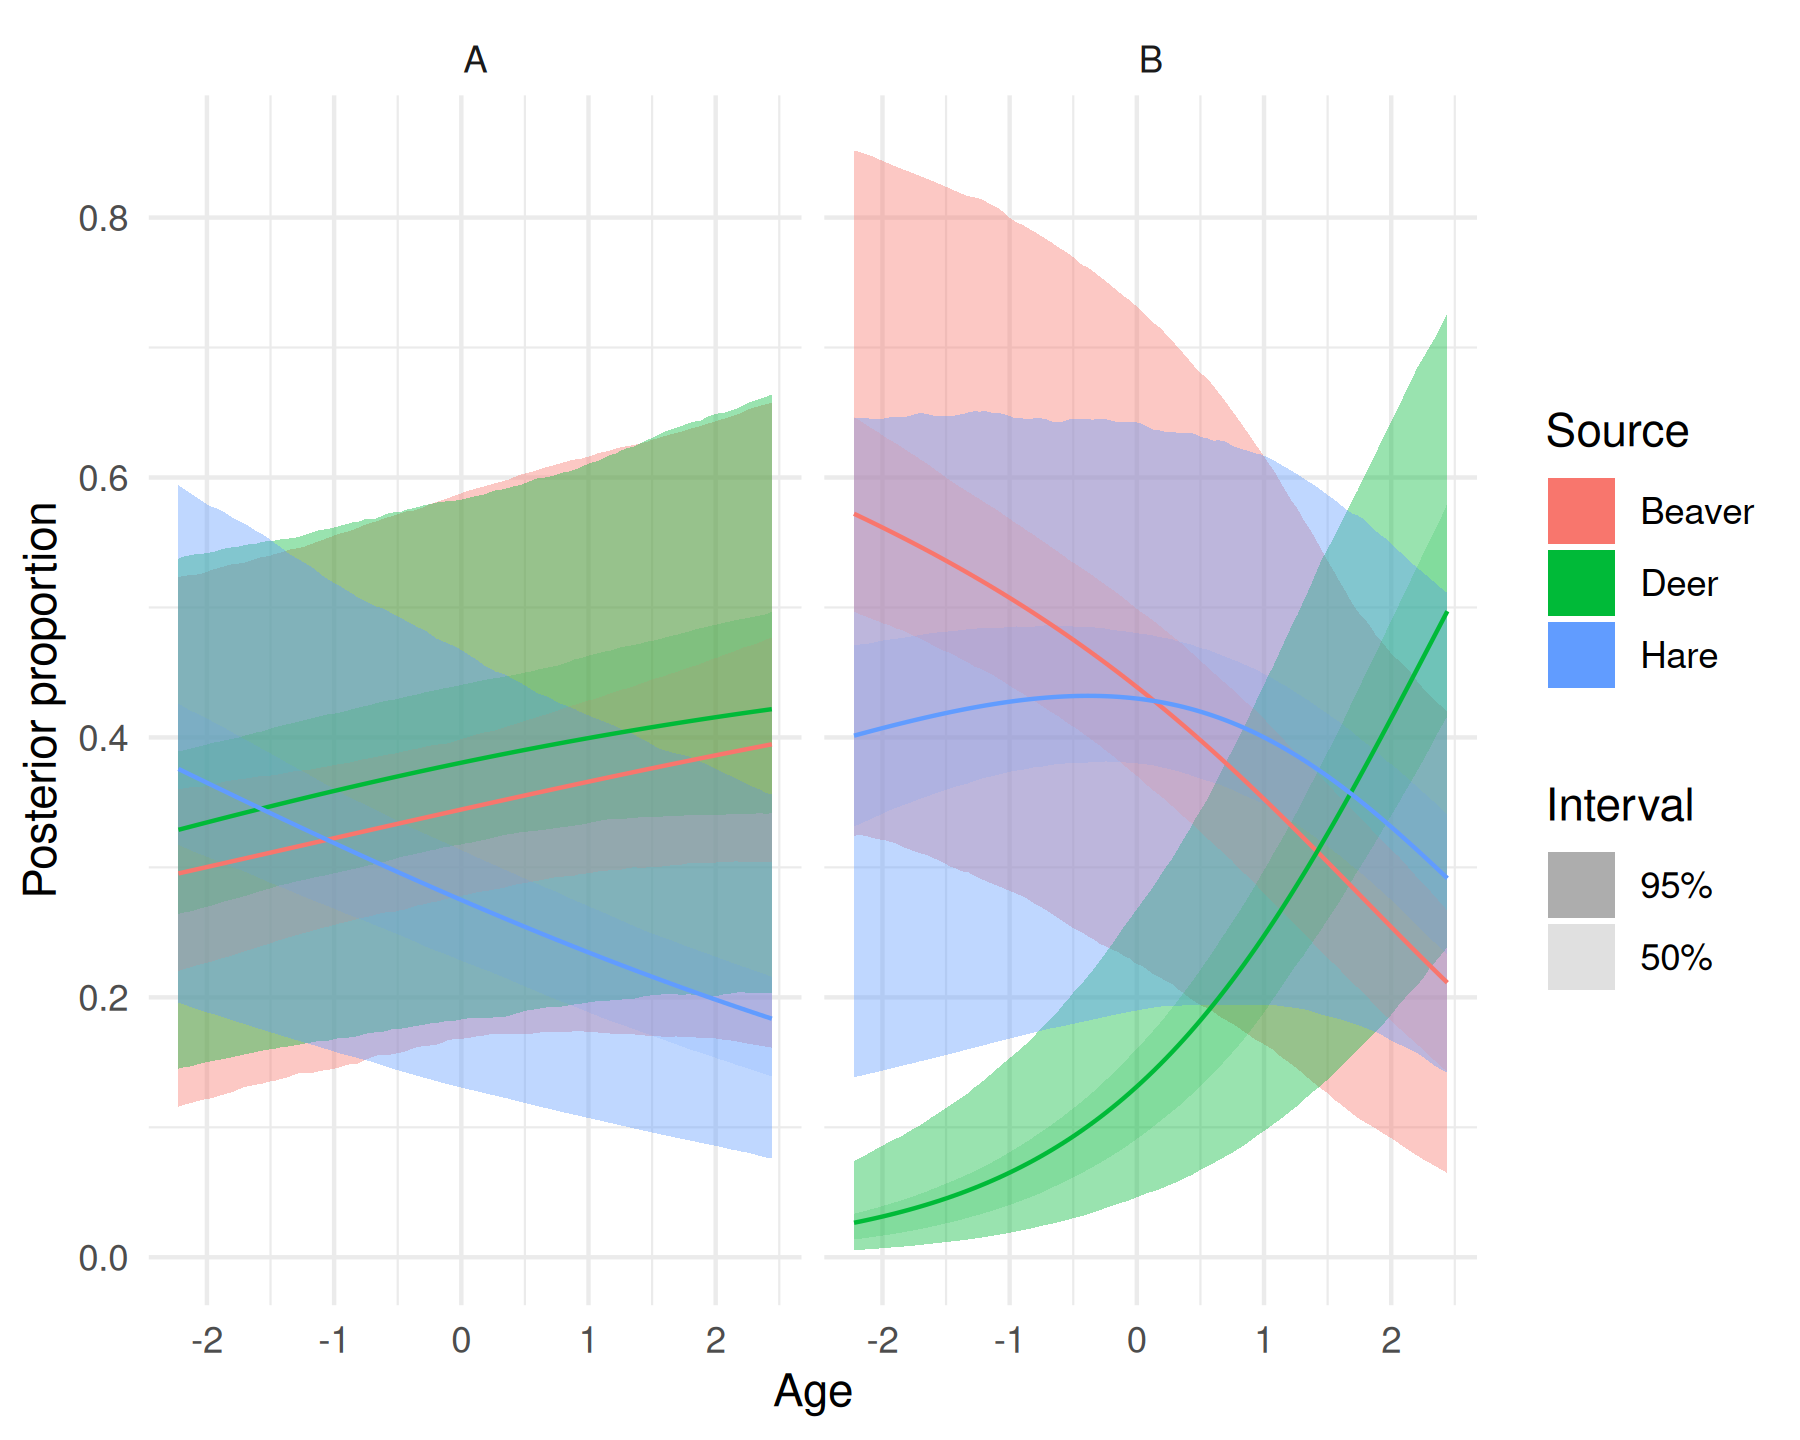 A B
Posterior proportion
0.8
0.6
0.4
0.2
0.0
-2 -1 0 1 2 -2 -1 0 1 2
Age
Source
Beaver
Deer
Hare
Interval
95%
50%